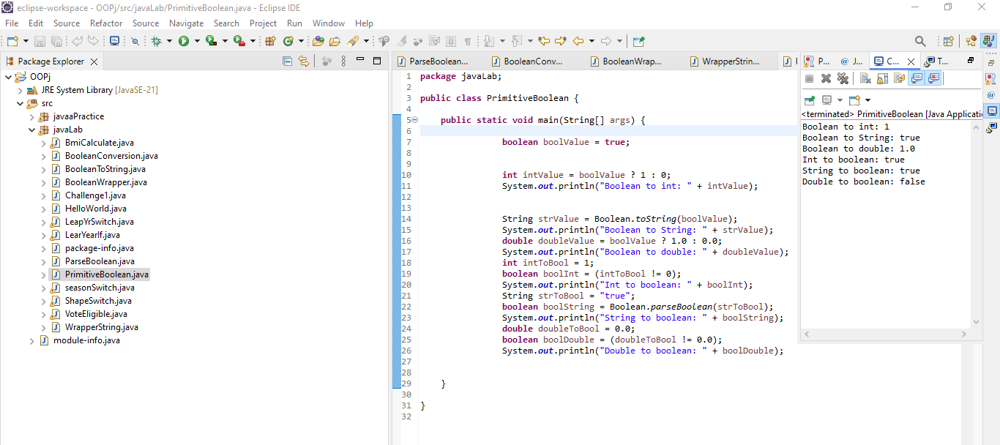 eclipse-workspace - OOPj/src/javaLab/PrimitiveBoolean.java - Eclipse IDE
File Edit Source Refactor Source Navigate Search Project Run Window Help
Package Explorer
OOPj
JRE System Library [JavaSE-21]
src
javaaPractice
javaLab
BmiCalculate.java
BooleanConversion.java
BooleanToString.java
BooleanWrapper.java
Challenge1.java
HelloWorld.java
LeapYrSwitch.java
LearYearIf.java
package-info.java
ParseBoolean.java
PrimitiveBoolean.java
seasonSwitch.java
ShapeSwitch.java
VoteEligible.java
WrapperString.java
module-info.java
ParseBoolean... BooleanConv... BooleanWrap... WrapperStrin...
1 package javaLab;
2
3 public class PrimitiveBoolean {
4
5 public static void main(String[] args) {
6
7 boolean boolValue = true;
8
9
10 int intValue = boolValue ? 1 : 0;
11 System.out.println("Boolean to int: " + intValue);
12
13
14 String strValue = Boolean.toString(boolValue);
15 System.out.println("Boolean to String: " + strValue);
16 double doubleValue = boolValue ? 1.0 : 0.0;
17 System.out.println("Boolean to double: " + doubleValue);
18 int intToBool = 1;
19 boolean boolInt = (intToBool != 0);
20 System.out.println("Int to boolean: " + boolInt);
21 String strToBool = "true";
22 boolean boolString = Boolean.parseBoolean(strToBool);
23 System.out.println("String to boolean: " + boolString);
24 double doubleToBool = 0.0;
25 boolean boolDouble = (doubleToBool != 0.0);
26 System.out.println("Double to boolean: " + boolDouble);
27
28
29 }
30
31 }
32
P... @ J... C... T...
<terminated> PrimitiveBoolean [Java Applicati
Boolean to int: 1
Boolean to String: true
Boolean to double: 1.0
Int to boolean: true
String to boolean: true
Double to boolean: false